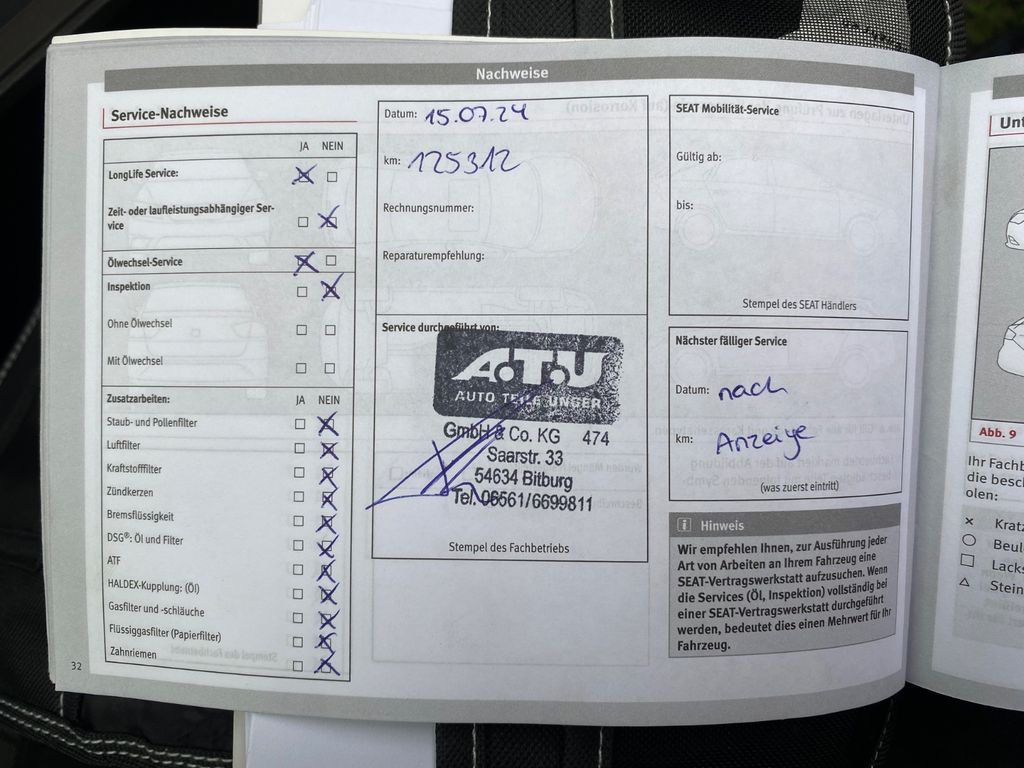 Nachweise
Service-Nachweise
JA NEIN
LongLife Service:
Zeit- oder laufleistungsabhängiger Ser-
vice
Ölwechsel-Service
Inspektion
Ohne Ölwechsel
Mit Ölwechsel
Zusatzarbeiten: JA NEIN
Staub- und Pollenfilter
Luftfilter
Kraftstofffilter
Zündkerzen
Bremsflüssigkeit
DSG®: Öl und Filter
ATF
HALDEX-Kupplung: (Öl)
Gasfilter und -schläuche
Flüssiggasfilter (Papierfilter)
Zahnriemen
32
Datum: 15.07.24
km: 125312
Rechnungsnummer:
Reparaturempfehlung:
Service durchgeführt von:
A.T.U
AUTO TEILE UNGER
GmbH & Co. KG 474
Saarstr. 33
54634 Bitburg
Tel. 06561/6699811
Stempel des Fachbetriebs
SEAT Mobilität-Service
Gültig ab:
bis:
Stempel des SEAT Händlers
Nächster fälliger Service
Datum: nach
km: Anzeige
(was zuerst eintritt)
Hinweis
Wir empfehlen Ihnen, zur Ausführung jeder
Art von Arbeiten an Ihrem Fahrzeug eine
SEAT-Vertragswerkstatt aufzusuchen. Wenn
die Services (Öl, Inspektion) vollständig bei
einer SEAT-Vertragswerkstatt durchgeführt
werden, bedeutet dies einen Mehrwert für Ihr
Fahrzeug.
Unt
Abb. 9
Ihr Fachb
die besch
olen:
Kratz
Beul
Lacks
Stein